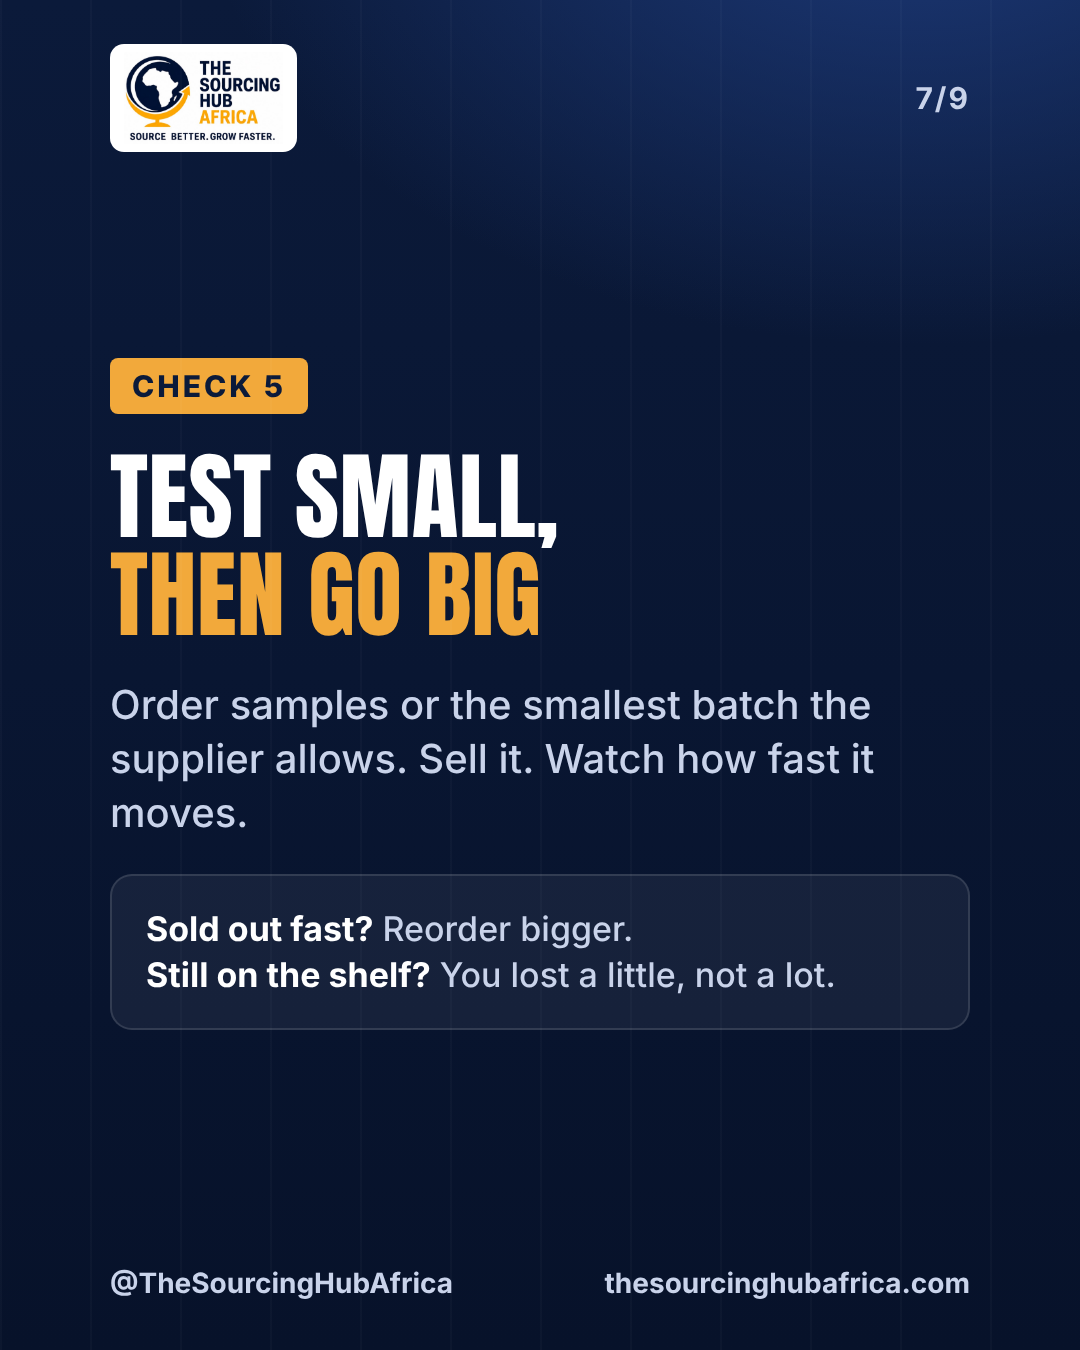 THE
SOURCING
HUB
AFRICA
SOURCE BETTER. GROW FASTER.
7/9
CHECK 5
TEST SMALL,
THEN GO BIG
Order samples or the smallest batch the
supplier allows. Sell it. Watch how fast it
moves.
Sold out fast? Reorder bigger.
Still on the shelf? You lost a little, not a lot.
@TheSourcingHubAfrica
thesourcinghubafrica.com